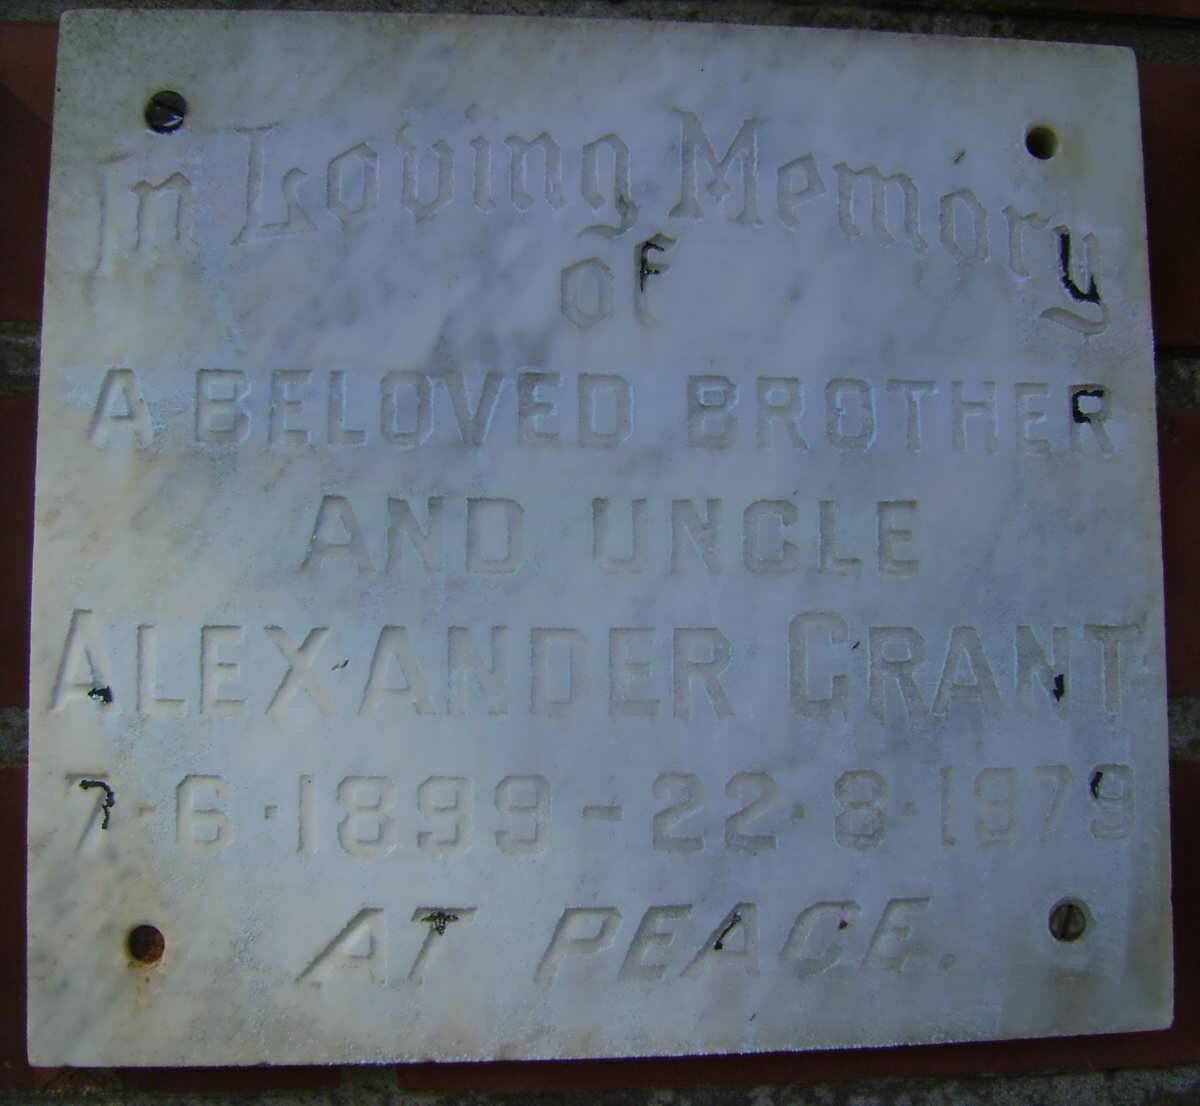 In Loving Memory
of
A BELOVED BROTHER
AND UNCLE
ALEXANDER GRANT
7·6·1899-22·8·1979
AT PEACE.